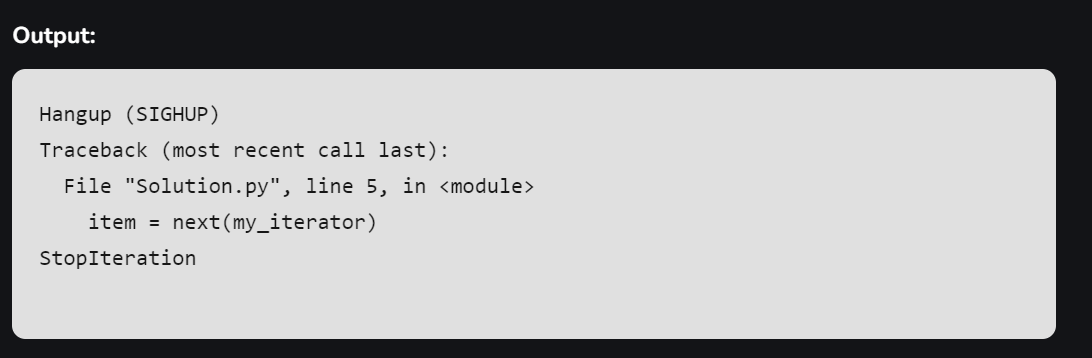 Output:
Hangup (SIGHUP)
Traceback (most recent call last):
  File "Solution.py", line 5, in <module>
    item = next(my_iterator)
StopIteration